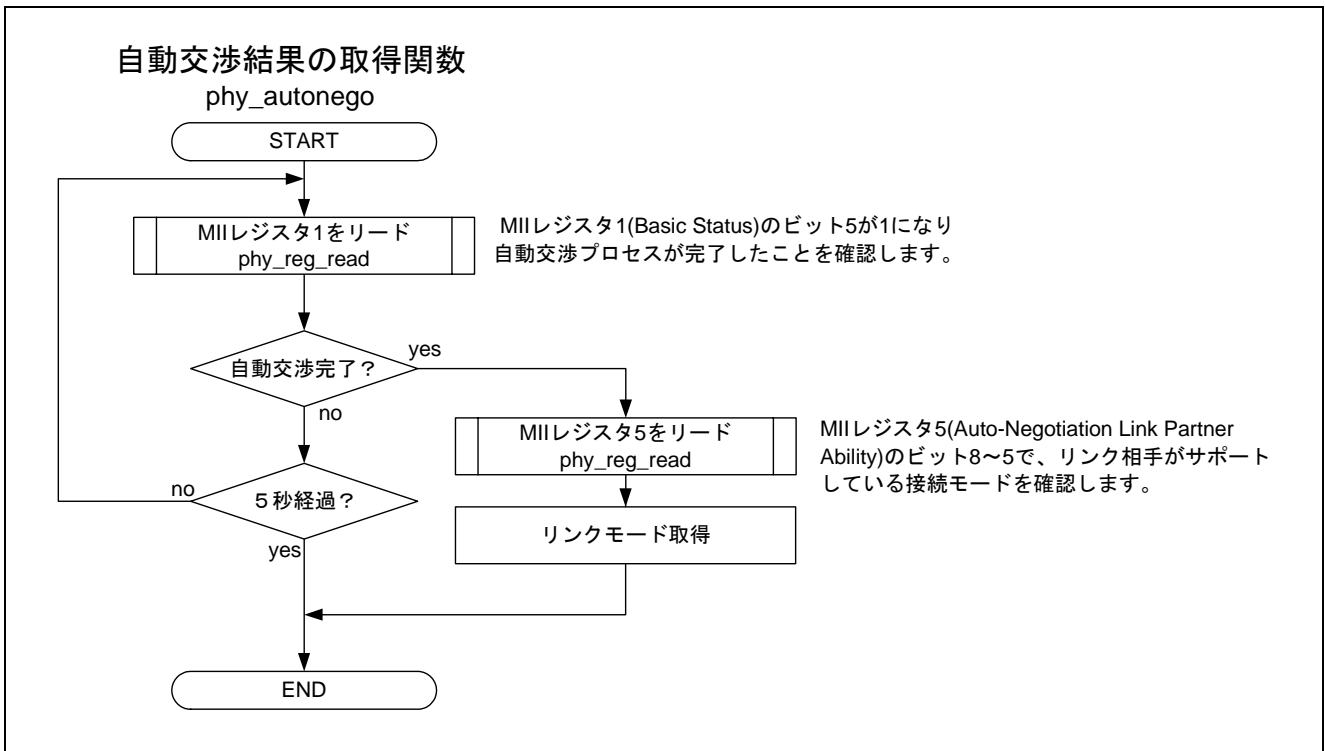 自動交渉結果の取得関数
phy_autonego
START
MIIレジスタ1をリード
phy_reg_read
MIIレジスタ1(Basic Status)のビット5が1になり
自動交渉プロセスが完了したことを確認します。
自動交渉完了？
yes
no
MIIレジスタ5をリード
phy_reg_read
MIIレジスタ5(Auto-Negotiation Link Partner
Ability)のビット8～5で、リンク相手がサポート
している接続モードを確認します。
５秒経過？
no
yes
リンクモード取得
END